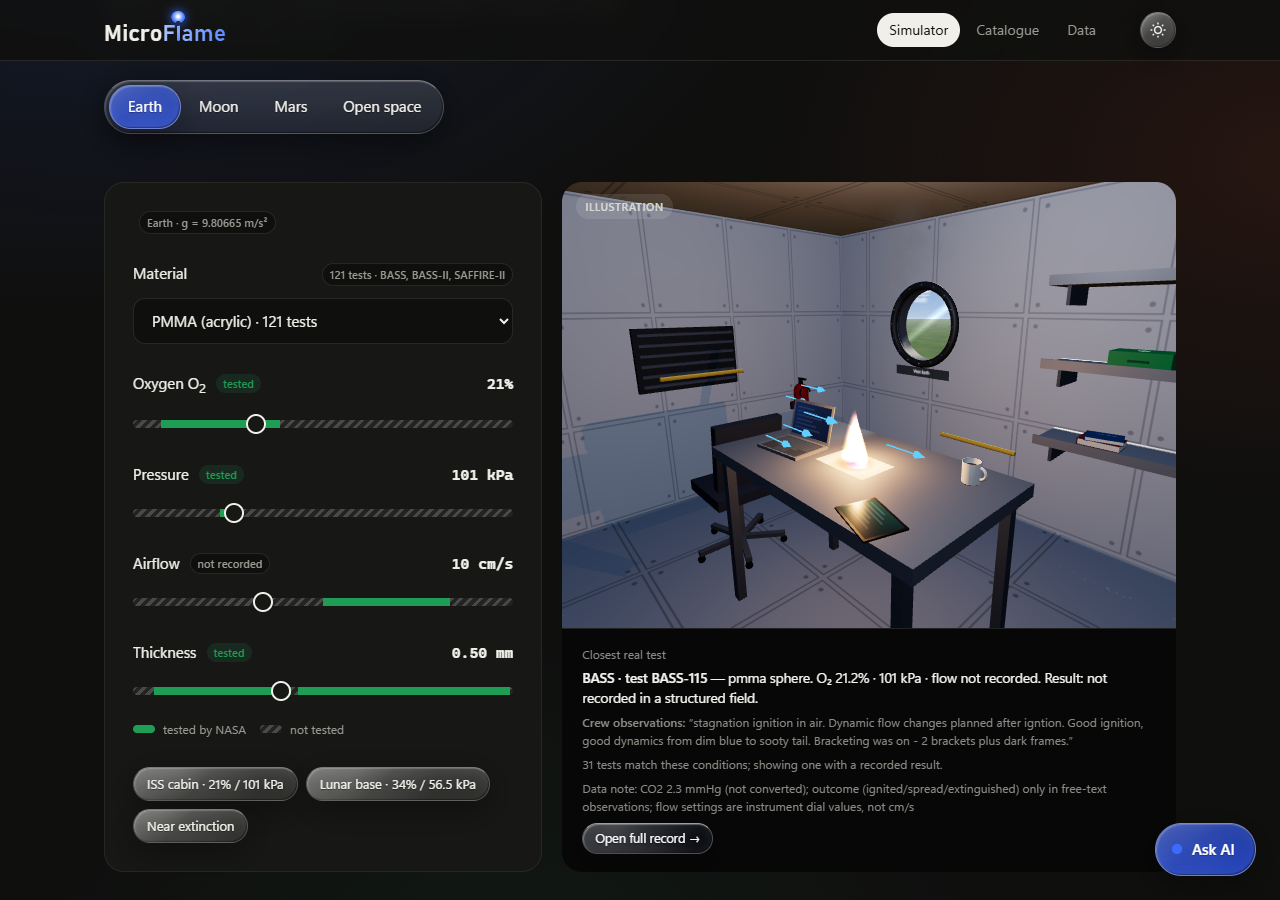 MicroFlame
Simulator
Catalogue
Data
Earth
Moon
Mars
Open space
Earth · g = 9.80665 m/s²
Material
121 tests · BASS, BASS-II, SAFFIRE-II
PMMA (acrylic) · 121 tests
Oxygen O₂ tested 21%
Pressure tested 101 kPa
Airflow not recorded 10 cm/s
Thickness tested 0.50 mm
tested by NASA
not tested
ISS cabin · 21% / 101 kPa
Lunar base · 34% / 56.5 kPa
Near extinction
ILLUSTRATION
Closest real test
BASS · test BASS-115 — pmma sphere. O₂ 21.2% · 101 kPa · flow not recorded. Result: not
recorded in a structured field.
Crew observations: “stagnation ignition in air. Dynamic flow changes planned after igntion. Good ignition,
good dynamics from dim blue to sooty tail. Bracketing was on - 2 brackets plus dark frames.”
31 tests match these conditions; showing one with a recorded result.
Data note: CO2 2.3 mmHg (not converted); outcome (ignited/spread/extinguished) only in free-text
observations; flow settings are instrument dial values, not cm/s
Open full record →
Ask AI